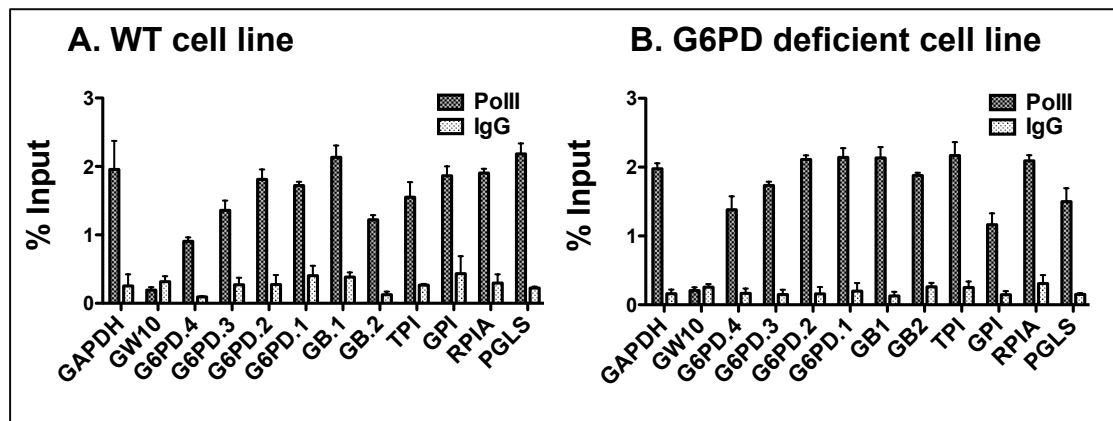 A. WT cell line
% Input
3
2
1
0
PolII
IgG
GAPDH
GW10
G6PD.4
G6PD.3
G6PD.2
G6PD.1
GB.1
GB.2
TPI
GPI
RPIA
PGLS
B. G6PD deficient cell line
% Input
3
2
1
0
PolII
IgG
GAPDH
GW10
G6PD.4
G6PD.3
G6PD.2
G6PD.1
GB1
GB2
TPI
GPI
RPIA
PGLS